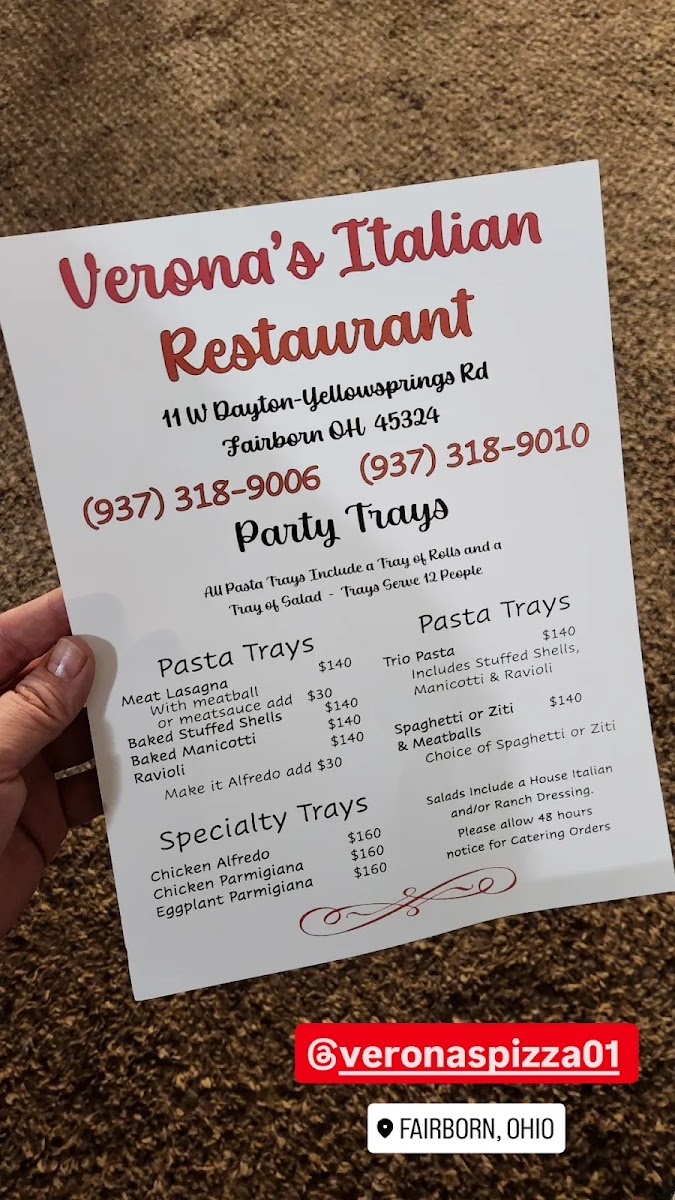 Verona's Italian
Restaurant
11 W Dayton-Yellowsprings Rd
Fairborn OH 45324
(937) 318-9006 (937) 318-9010
Party Trays
All Pasta Trays Include a Tray of Rolls and a
Tray of Salad - Trays Serve 12 People
Pasta Trays
Meat Lasagna $140
With meatball
or meatsauce add $30
Baked Stuffed Shells $140
Baked Manicotti $140
Ravioli $140
Make it Alfredo add $30
Specialty Trays
Chicken Alfredo $160
Chicken Parmigiana $160
Eggplant Parmigiana $160
Pasta Trays
Trio Pasta $140
Includes Stuffed Shells,
Manicotti & Ravioli
Spaghetti or Ziti $140
& Meatballs
Choice of Spaghetti or Ziti
Salads Include a House Italian
and/or Ranch Dressing.
Please allow 48 hours
notice for Catering Orders
@veronaspizza01
FAIRBORN, OHIO